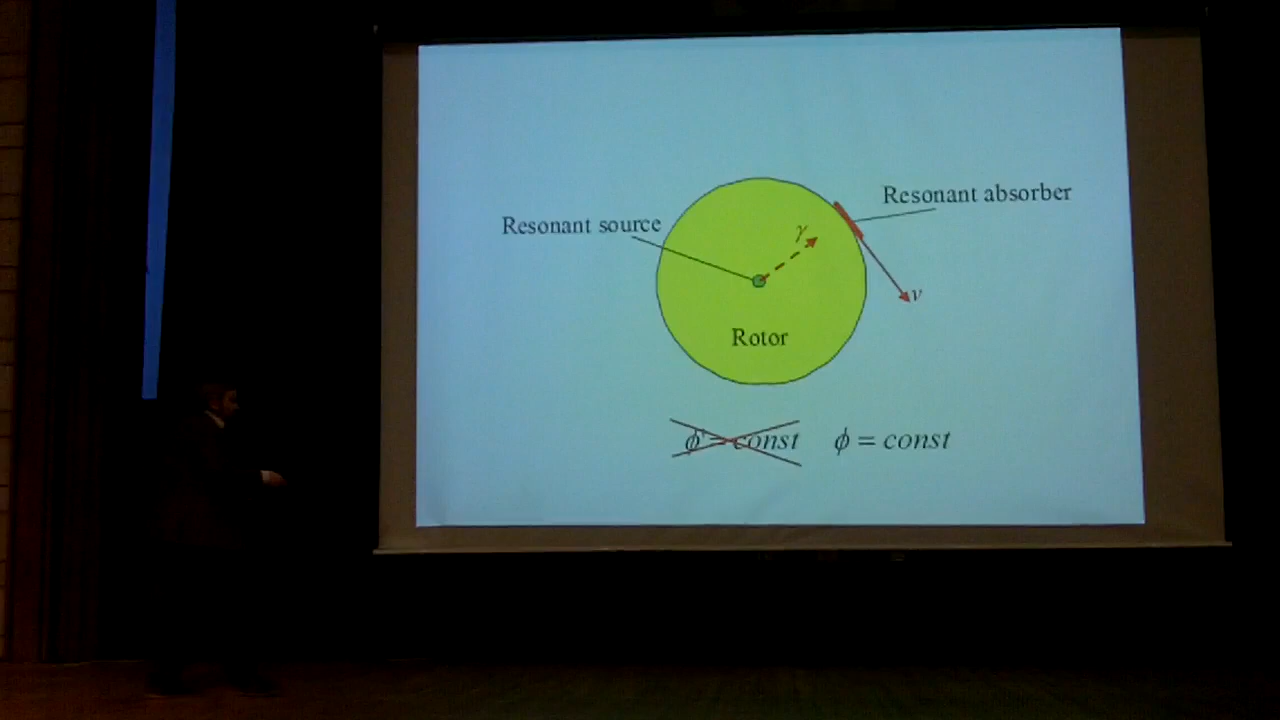 Resonant absorber
Resonant source
γ
ν
Rotor
ϕ' = const ϕ = const